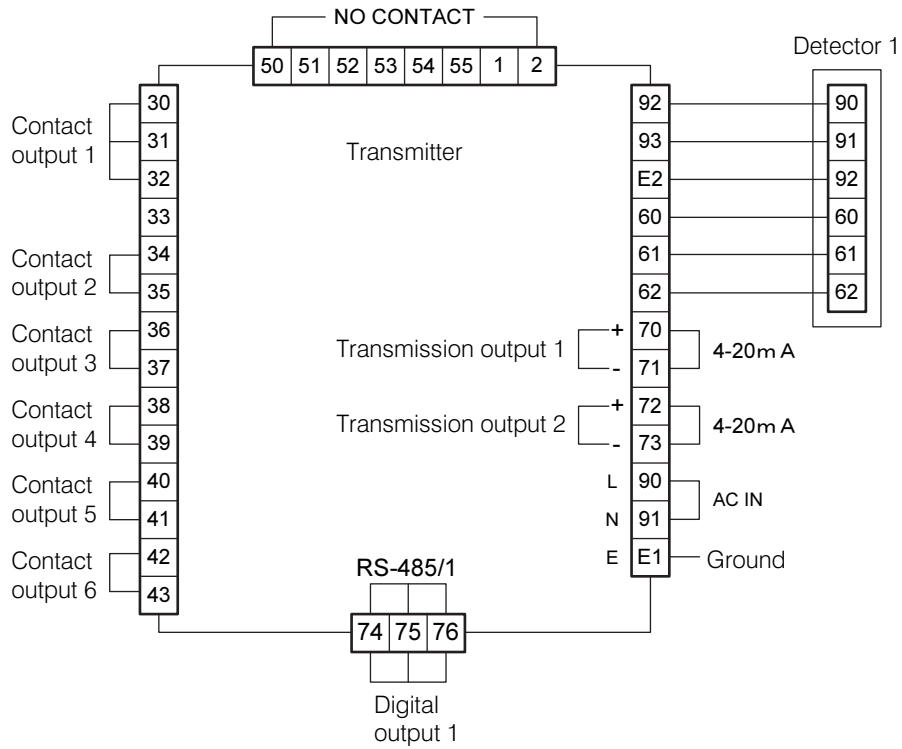 NO CONTACT
50 51 52 53 54 55 1 2
Detector 1
Contact
output 1
30
31
32
33
Contact
output 2
34
35
Contact
output 3
36
37
Contact
output 4
38
39
Contact
output 5
40
41
Contact
output 6
42
43
Transmitter
92
93
E2
60
61
62
90
91
92
60
61
62
Transmission output 1
+ 70
- 71
4-20m A
Transmission output 2
+ 72
- 73
4-20m A
L 90
N 91
AC IN
E E1 Ground
RS-485/1
74 75 76
Digital
output 1